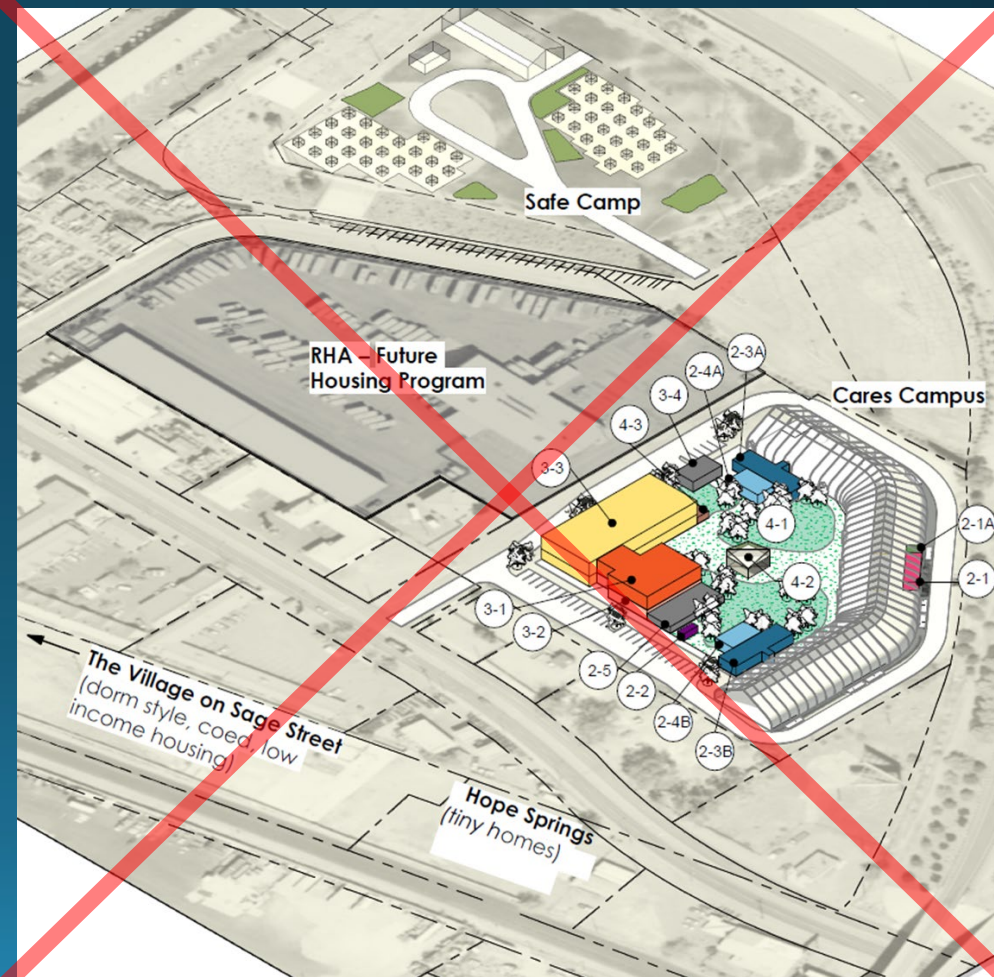 Safe Camp
RHA – Future
Housing Program
2-3A
2-4A
3-4
Cares Campus
4-3
3-3
4-1
2-1A
4-2
2-1
3-1
3-2
2-5
2-2
2-4B
2-3B
The Village on Sage Street
(dorm style, coed, low
income housing)
Hope Springs
(tiny homes)